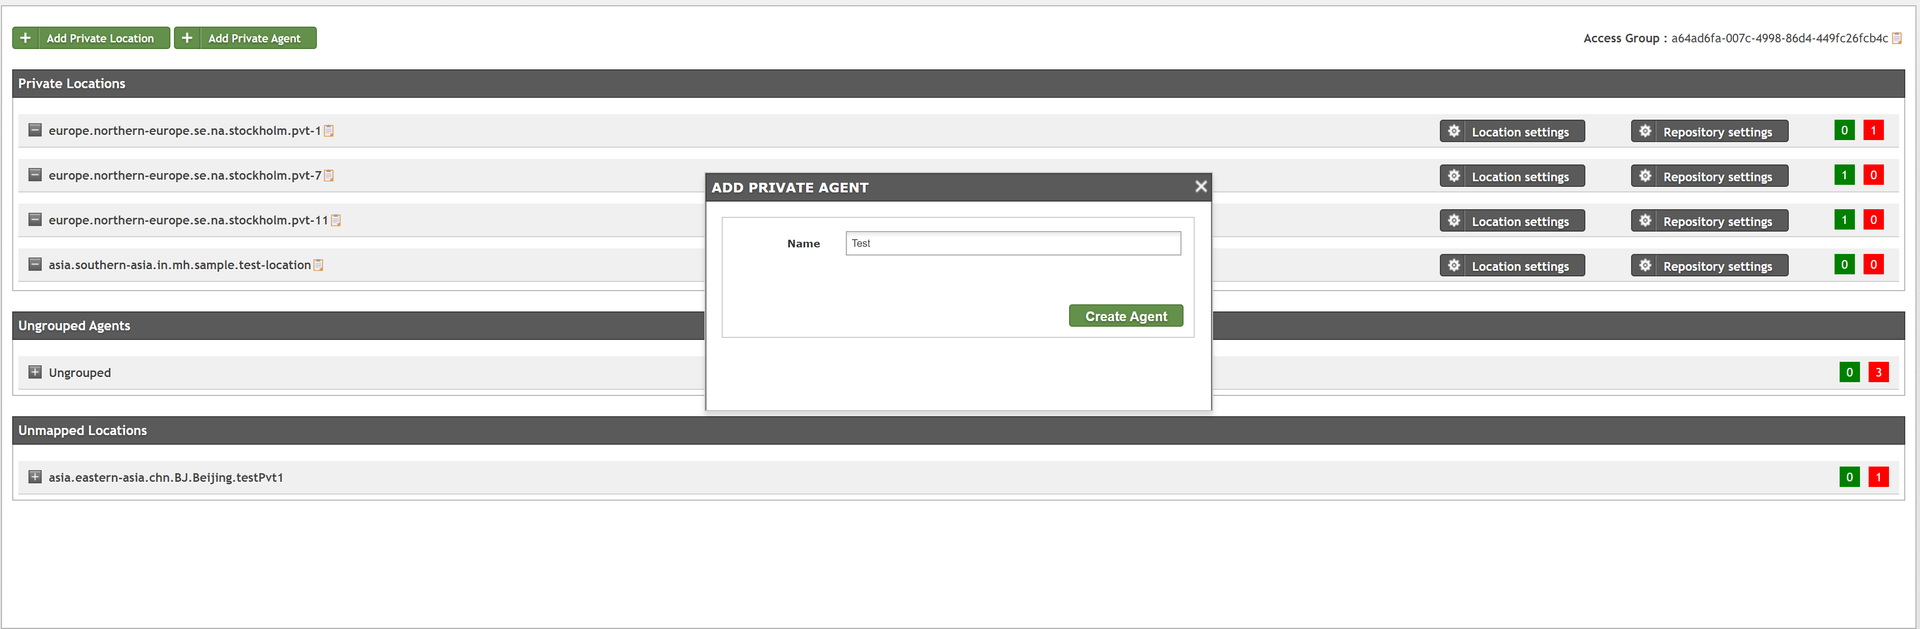 Add Private Location Add Private Agent Access Group : a64ad6fa-007c-4998-86d4-449fc26fcb4c
Private Locations
europe.northern-europe.se.na.stockholm.pvt-1 Location settings Repository settings 0 1
europe.northern-europe.se.na.stockholm.pvt-7 Location settings Repository settings 1 0
europe.northern-europe.se.na.stockholm.pvt-11 Location settings Repository settings 1 0
asia.southern-asia.in.mh.sample.test-location Location settings Repository settings 0 0
ADD PRIVATE AGENT
Name Test
Create Agent
Ungrouped Agents
Ungrouped 0 3
Unmapped Locations
asia.eastern-asia.chn.BJ.Beijing.testPvt1 0 1